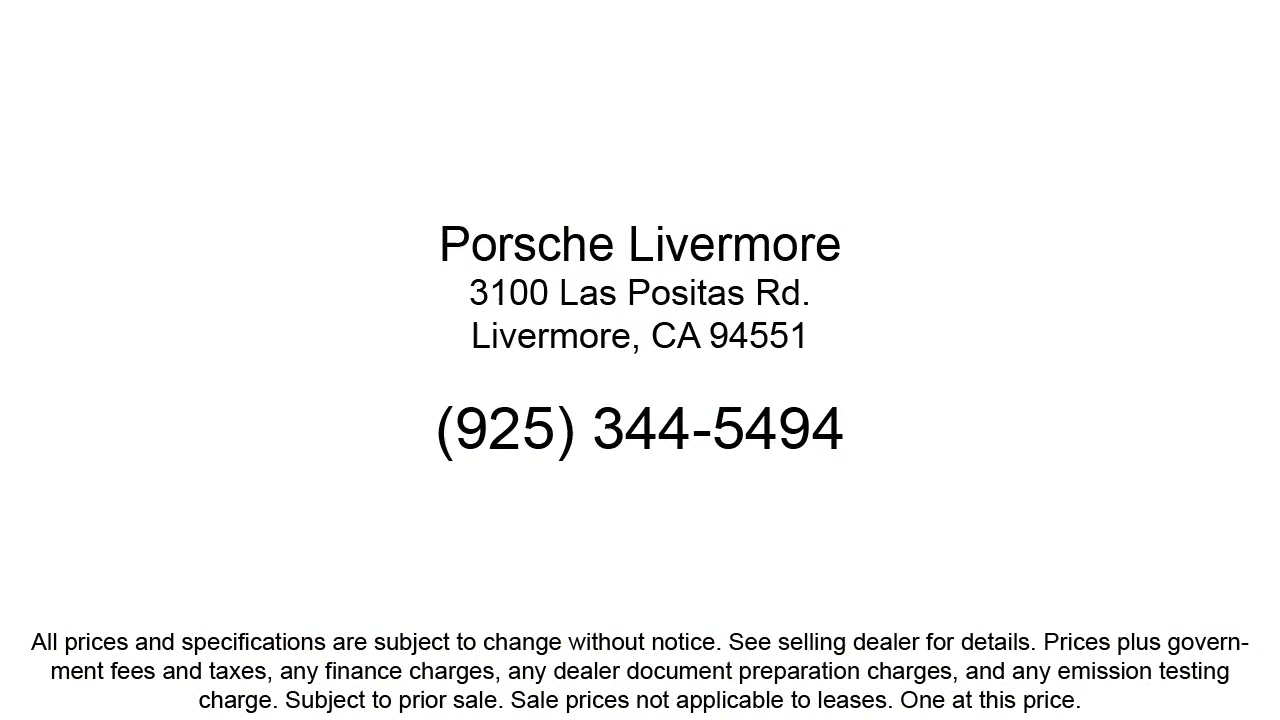 Porsche Livermore
3100 Las Positas Rd.
Livermore, CA 94551
(925) 344-5494
All prices and specifications are subject to change without notice. See selling dealer for details. Prices plus govern-
ment fees and taxes, any finance charges, any dealer document preparation charges, and any emission testing
charge. Subject to prior sale. Sale prices not applicable to leases. One at this price.